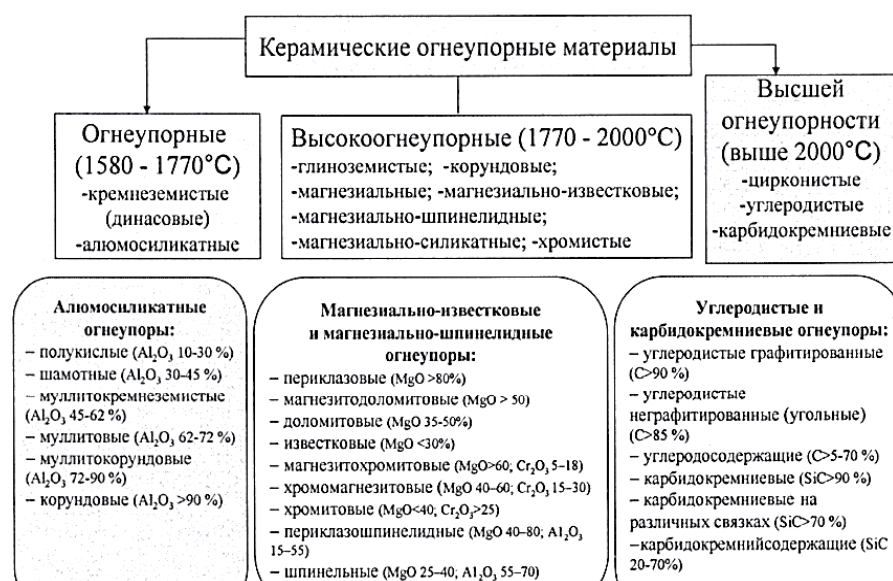 Керамические огнеупорные материалы
Огнеупорные
(1580 - 1770°С)
-кремнеземистые
(динасовые)
-алюмосиликатные
Высокоогнеупорные (1770 - 2000°С)
-глиноземистые; -корундовые;
-магнезиальные; -магнезиально-известковые;
-магнезиально-шпинелидные;
-магнезиально-силикатные; -хромистые
Высшей
огнеупорности
(выше 2000°С)
-цирконистые
-углеродистые
-карбидокремниевые
Алюмосиликатные
огнеупоры:
– полукислые (Al₂O₃ 10-30 %)
– шамотные (Al₂O₃ 30-45 %)
– муллитокремнеземистые
(Al₂O₃ 45-62 %)
– муллитовые (Al₂O₃ 62-72 %)
– муллитокорундовые
(Al₂O₃ 72-90 %)
– корундовые (Al₂O₃ >90 %)
Магнезиально-известковые
и магнезиально-шпинелидные
огнеупоры:
– периклазовые (MgO >80%)
– магнезитодоломитовые (MgO > 50)
– доломитовые (MgO 35-50%)
– известковые (MgO <30%)
– магнезитохромитовые (MgO>60; Cr₂O₃ 5–18)
– хромомагнезитовые (MgO 40–60; Cr₂O₃ 15–30)
– хромитовые (MgO<40; Cr₂O₃>25)
– периклазошпинелидные (MgO 40–80; Al₂O₃
15–55)
– шпинельные (MgO 25–40; Al₂O₃ 55–70)
Углеродистые и
карбидокремниевые огнеупоры:
– углеродистые графитированные
(С>90 %)
– углеродистые
неграфитированные (угольные)
(С>85 %)
– углеродосодержащие (С>5-70 %)
– карбидокремниевые (SiC>90 %)
– карбидокремниевые на
различных связках (SiC>70 %)
–карбидокремнийсодержащие (SiC
20-70%)